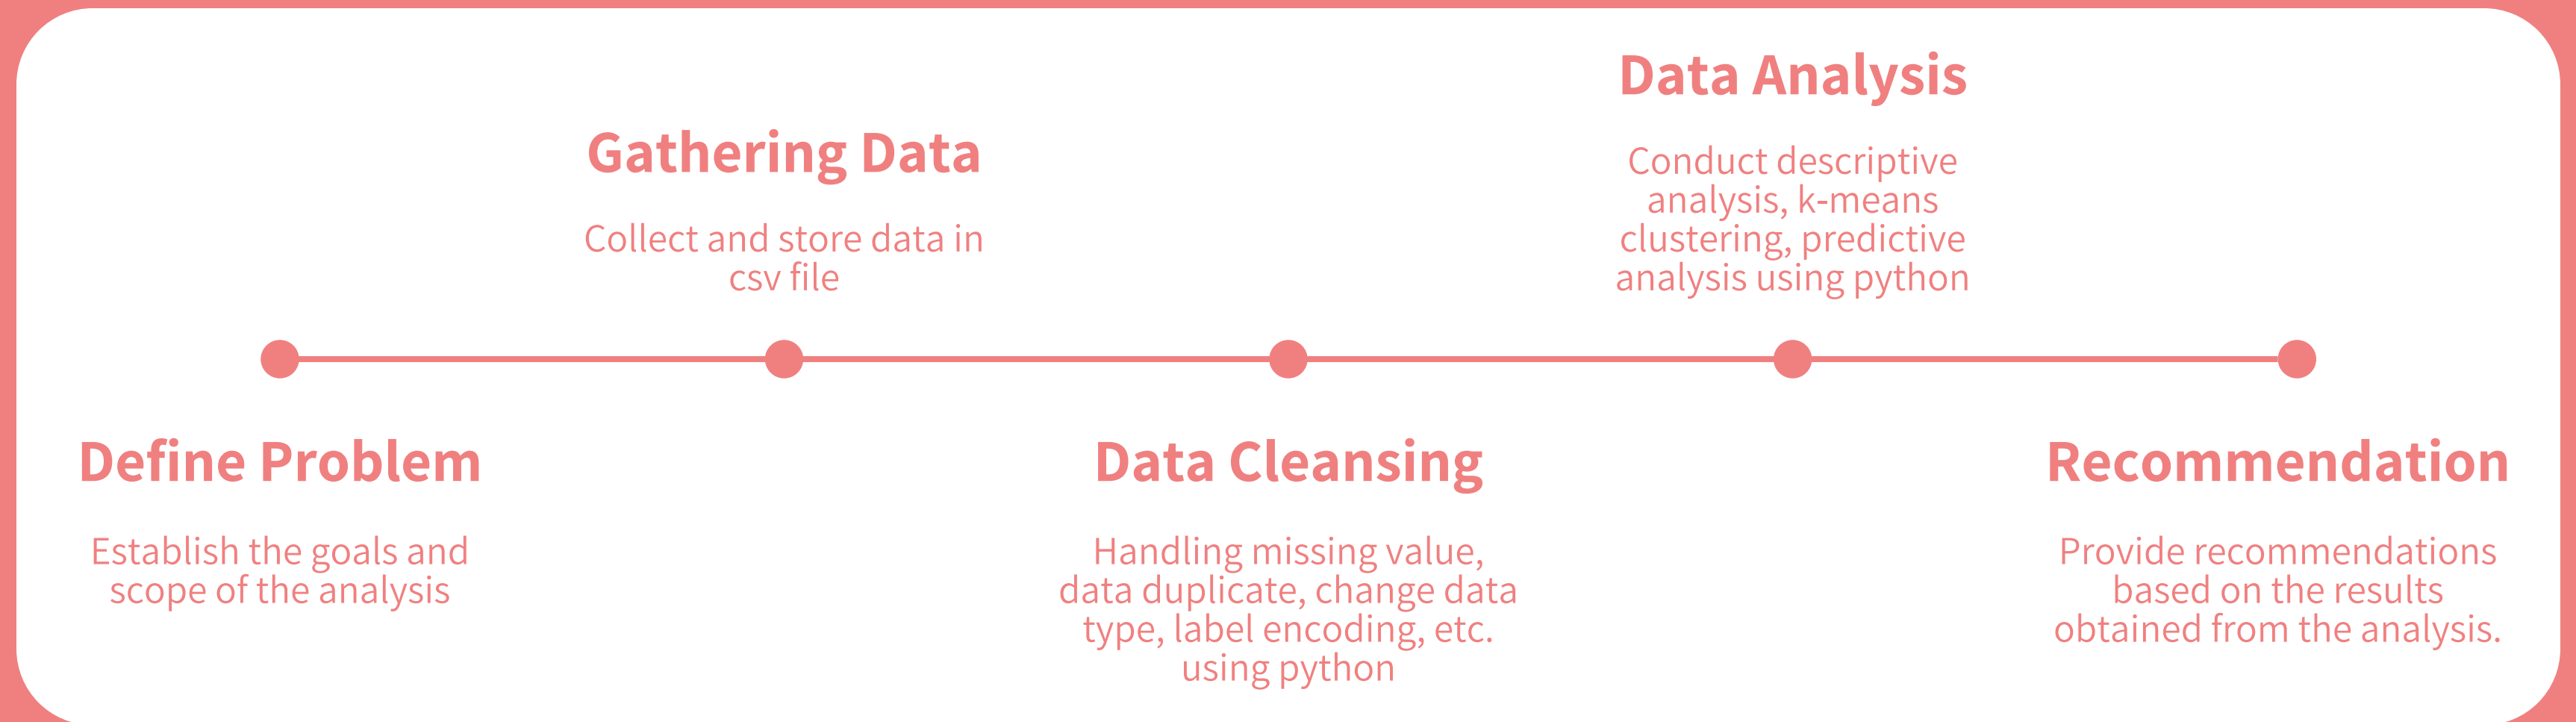 Define Problem
Establish the goals and
scope of the analysis
Gathering Data
Collect and store data in
csv file
Data Cleansing
Handling missing value,
data duplicate, change data
type, label encoding, etc.
using python
Data Analysis
Conduct descriptive
analysis, k-means
clustering, predictive
analysis using python
Recommendation
Provide recommendations
based on the results
obtained from the analysis.